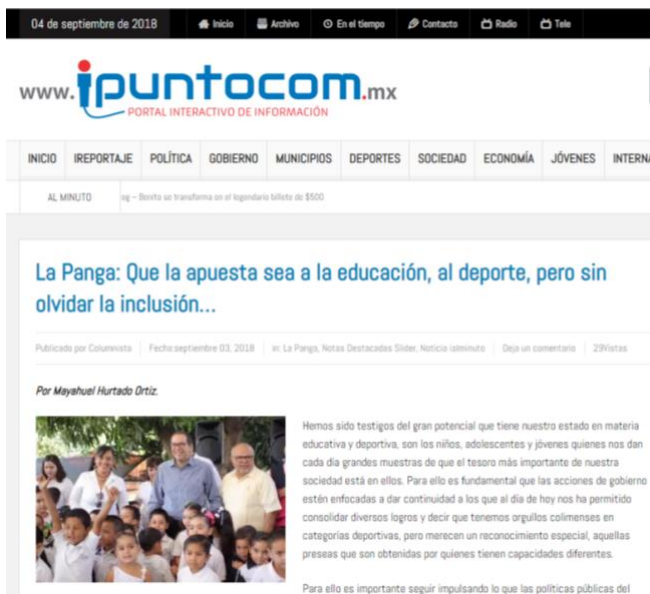 04 de septiembre de 2018 Inicio Archivo En el tiempo Contacto Radio Tele
www.ipuntocom.mx
PORTAL INTERACTIVO DE INFORMACIÓN
INICIO IREPORTAJE POLÍTICA GOBIERNO MUNICIPIOS DEPORTES SOCIEDAD ECONOMÍA JÓVENES INTERNA
AL MINUTO ag – Benito se transforma en el legendario billete de $500
La Panga: Que la apuesta sea a la educación, al deporte, pero sin
olvidar la inclusión...
Publicado por Columnista Fecha:septiembre 03, 2018 in: La Panga, Notas Destacadas Slider, Noticia Deja un comentario 29Vistas
Por Mayahuel Hurtado Ortiz.
Hemos sido testigos del gran potencial que tiene nuestro estado en materia
educativa y deportiva, son los niños, adolescentes y jóvenes quienes nos dan
cada día grandes muestras de que el tesoro más importante de nuestra
sociedad está en ellos. Para ello es fundamental que las acciones de gobierno
estén enfocadas a dar continuidad a los que al día de hoy nos ha permitido
consolidar diversos logros y decir que tenemos orgullos colimenses en
categorías deportivas, pero merecen un reconocimiento especial, aquellas
preseas que son obtenidas por quienes tienen capacidades diferentes.
Para ello es importante seguir impulsando lo que las políticas públicas del